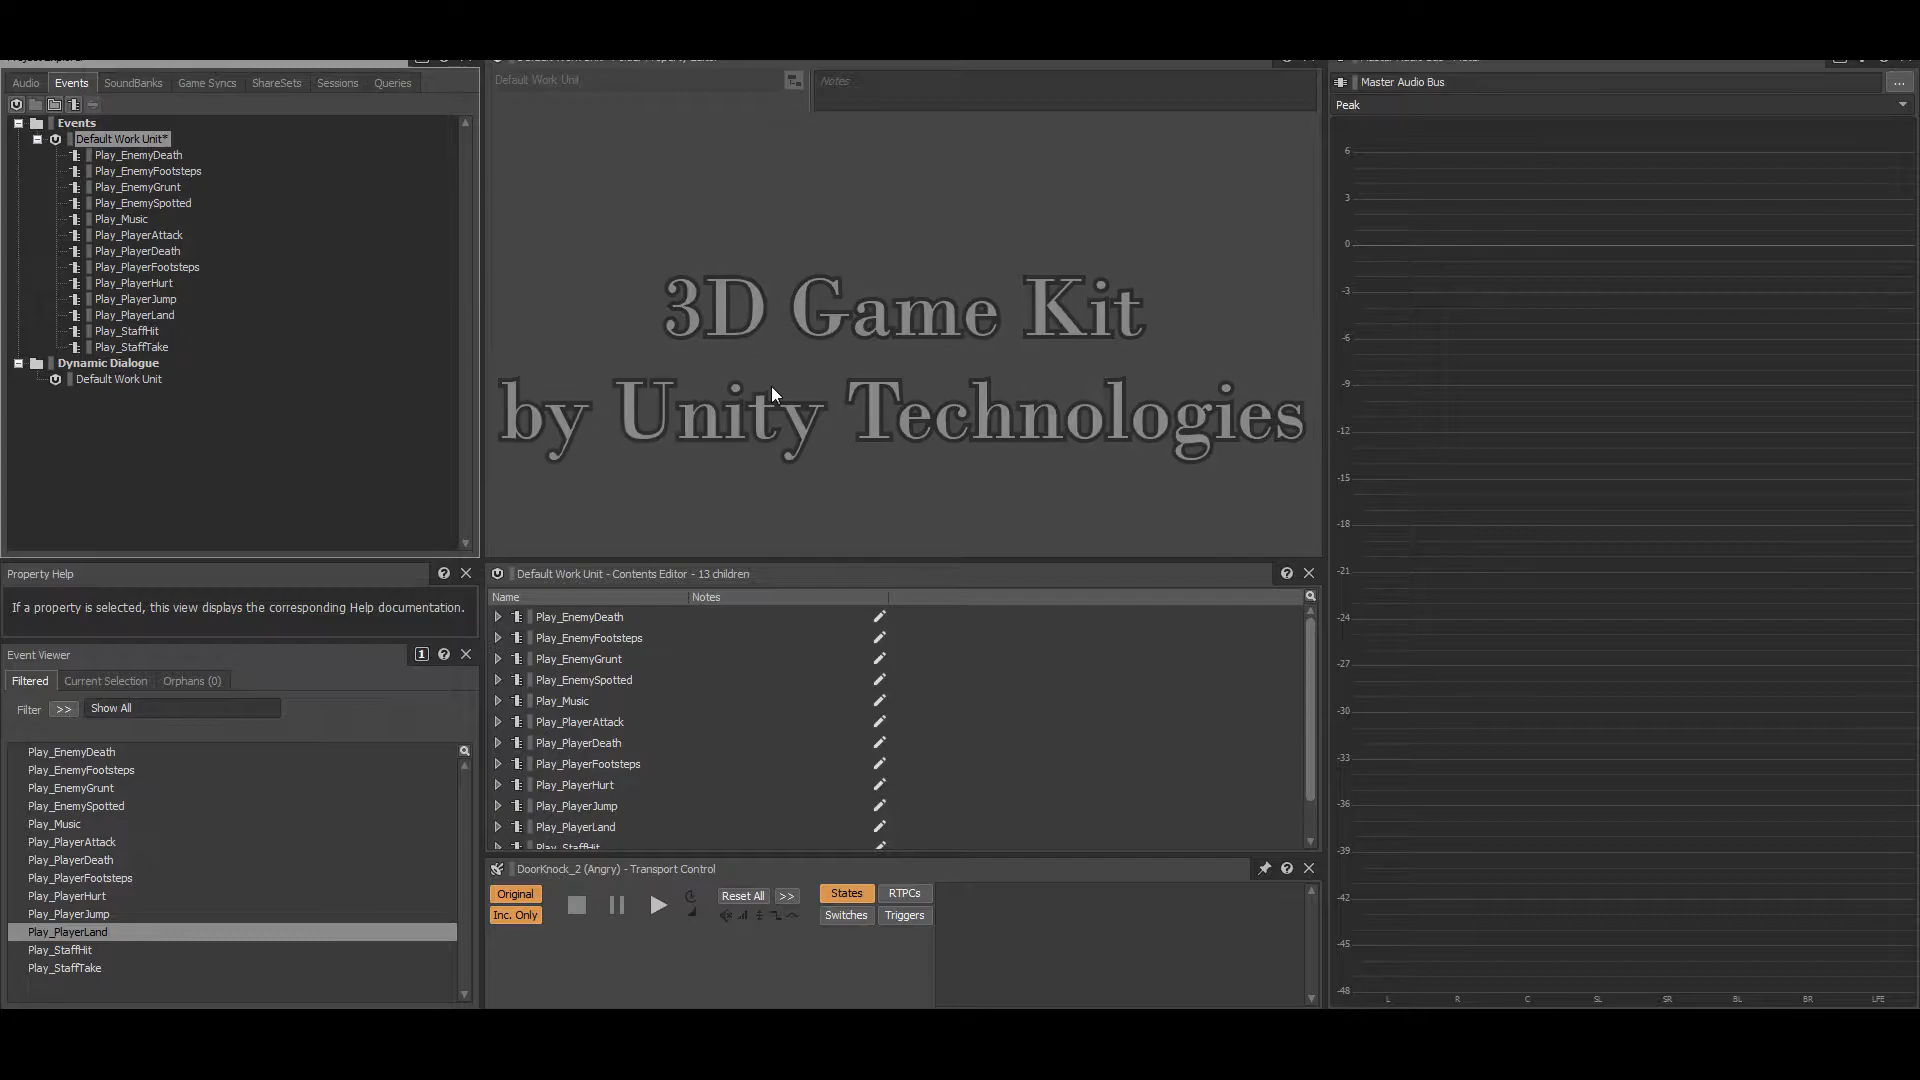 Audio Events SoundBanks Game Syncs ShareSets Sessions Queries
Events
Default Work Unit*
Play_EnemyDeath
Play_EnemyFootsteps
Play_EnemyGrunt
Play_EnemySpotted
Play_Music
Play_PlayerAttack
Play_PlayerDeath
Play_PlayerFootsteps
Play_PlayerHurt
Play_PlayerJump
Play_PlayerLand
Play_StaffHit
Play_StaffTake
Dynamic Dialogue
Default Work Unit
Property Help
If a property is selected, this view displays the corresponding Help documentation.
Event Viewer
1
Filtered Current Selection Orphans (0)
Filter >> Show All
Play_EnemyDeath
Play_EnemyFootsteps
Play_EnemyGrunt
Play_EnemySpotted
Play_Music
Play_PlayerAttack
Play_PlayerDeath
Play_PlayerFootsteps
Play_PlayerHurt
Play_PlayerJump
Play_PlayerLand
Play_StaffHit
Play_StaffTake
Default Work Unit
Notes
3D Game Kit
by Unity Technologies
Default Work Unit - Contents Editor - 13 children
Name Notes
Play_EnemyDeath
Play_EnemyFootsteps
Play_EnemyGrunt
Play_EnemySpotted
Play_Music
Play_PlayerAttack
Play_PlayerDeath
Play_PlayerFootsteps
Play_PlayerHurt
Play_PlayerJump
Play_PlayerLand
Play_StaffHit
DoorKnock_2 (Angry) - Transport Control
Original
Inc. Only
Reset All >>
States RTPCs
Switches Triggers
Master Audio Bus
...
Peak
6
3
0
-3
-6
-9
-12
-15
-18
-21
-24
-27
-30
-33
-36
-39
-42
-45
-48
L R C SL SR BL BR LFE